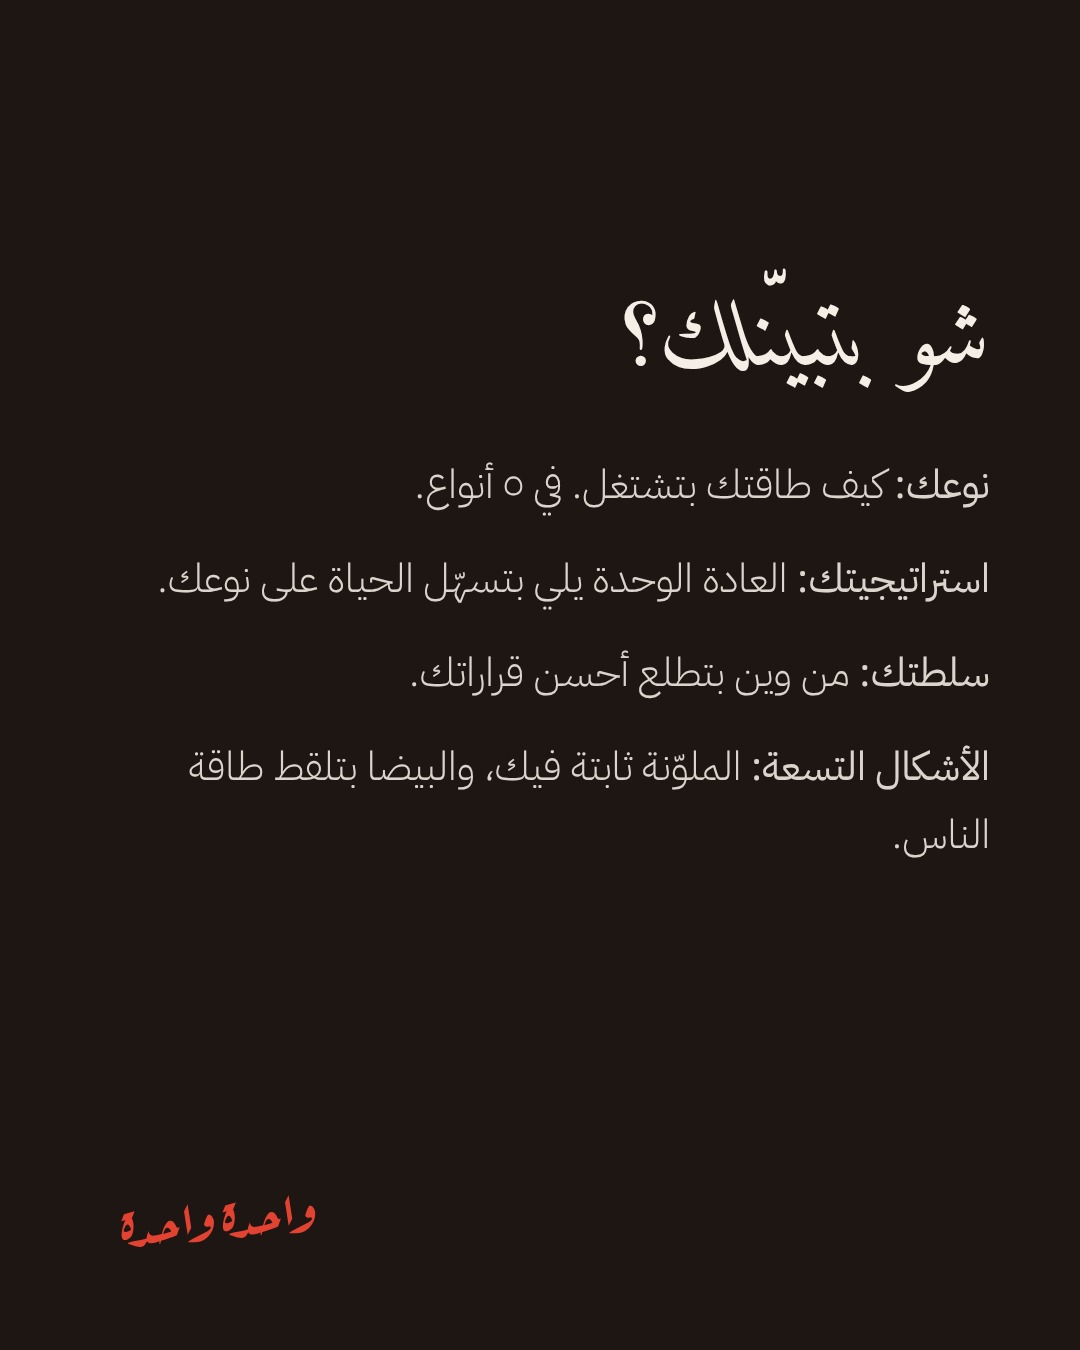 شو بتبيّنلك؟
نوعك: كيف طاقتك بتشتغل. في ٥ أنواع.
استراتيجيتك: العادة الوحدة يلي بتسهّل الحياة على نوعك.
سلطتك: من وين بتطلع أحسن قراراتك.
الأشكال التسعة: الملوّنة ثابتة فيك، والبيضا بتلقط طاقة
الناس.
واحدة واحدة